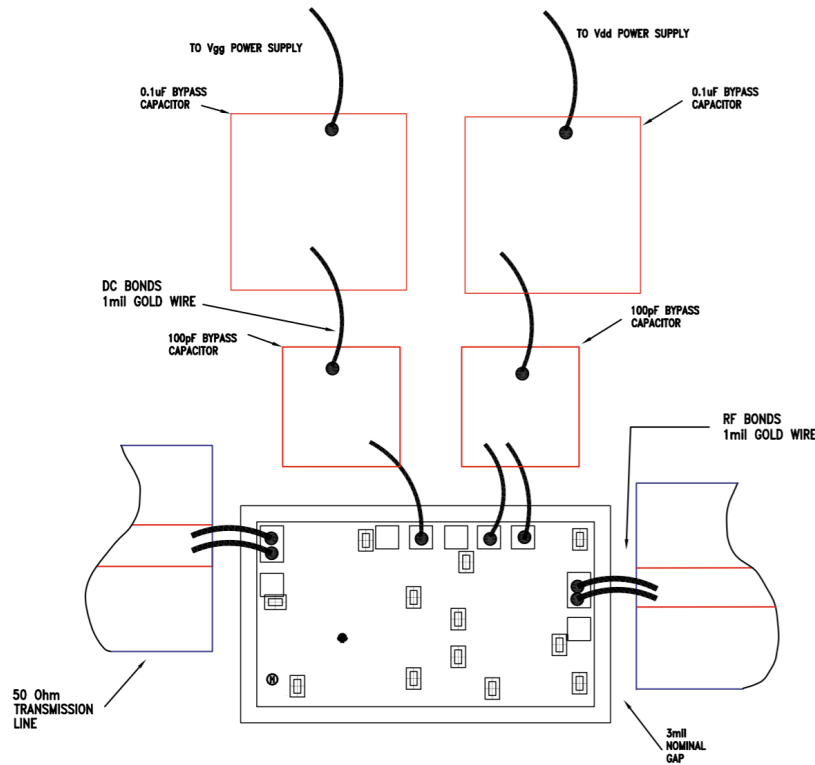 TO Vgg POWER SUPPLY
TO Vdd POWER SUPPLY
0.1uF BYPASS
CAPACITOR
0.1uF BYPASS
CAPACITOR
DC BONDS
1mil GOLD WIRE
100pF BYPASS
CAPACITOR
100pF BYPASS
CAPACITOR
RF BONDS
1mil GOLD WIRE
50 Ohm
TRANSMISSION
LINE
3mil
NOMINAL
GAP